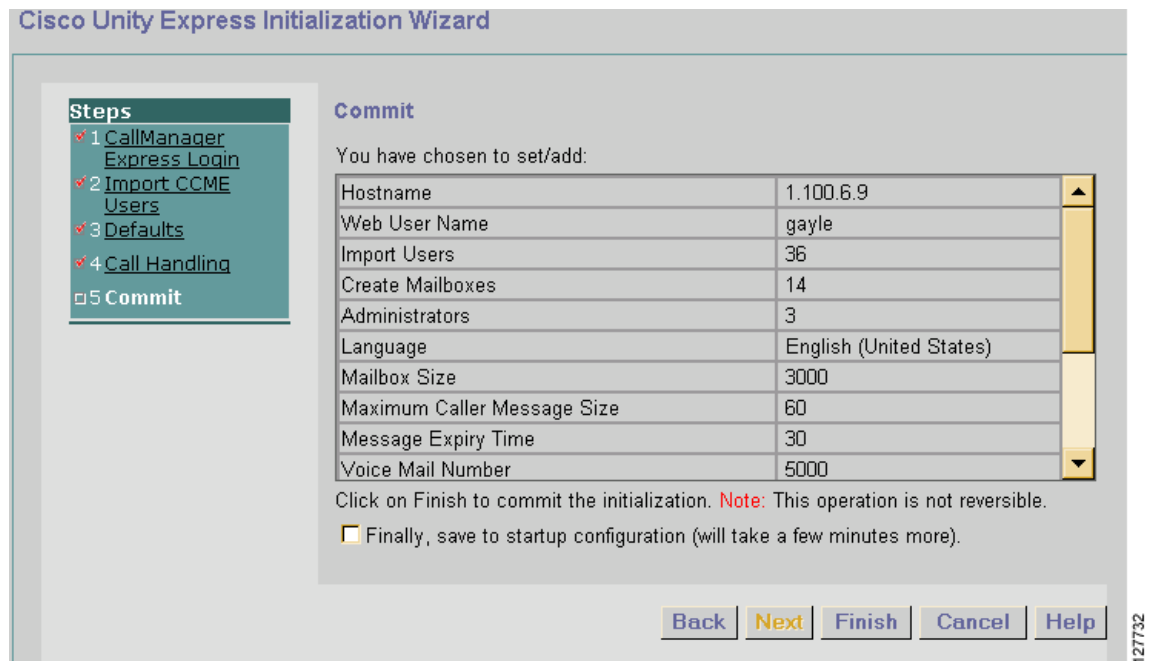 Cisco Unity Express Initialization Wizard
Steps
1 CallManager
Express Login
2 Import CCME
Users
3 Defaults
4 Call Handling
5 Commit
Commit
You have chosen to set/add:
Hostname 1.100.6.9
Web User Name gayle
Import Users 36
Create Mailboxes 14
Administrators 3
Language English (United States)
Mailbox Size 3000
Maximum Caller Message Size 60
Message Expiry Time 30
Voice Mail Number 5000
Click on Finish to commit the initialization. Note: This operation is not reversible.
Finally, save to startup configuration (will take a few minutes more).
Back Next Finish Cancel Help
127732